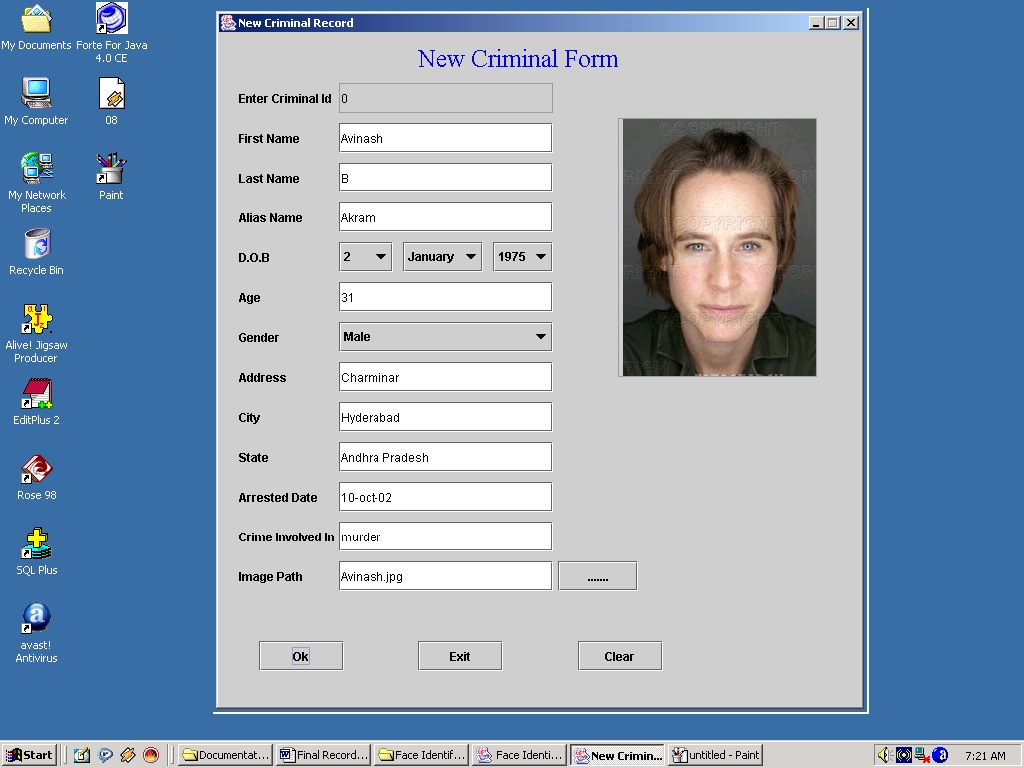 New Criminal Record
New Criminal Form
Enter Criminal Id 0
First Name Avinash
Last Name B
Alias Name Akram
D.O.B 2 January 1975
Age 31
Gender Male
Address Charminar
City Hyderabad
State Andhra Pradesh
Arrested Date 10-oct-02
Crime Involved In murder
Image Path Avinash.jpg .......
Ok Exit Clear
©COPYRIGHT
My Documents
Forte For Java
4.0 CE
My Computer
08
My Network
Places
Paint
Recycle Bin
Alive! Jigsaw
Producer
EditPlus 2
Rose 98
SQL Plus
avast!
Antivirus
Start Documentat... Final Record... Face Identif... Face Identi... New Crimin... untitled - Paint 7:21 AM